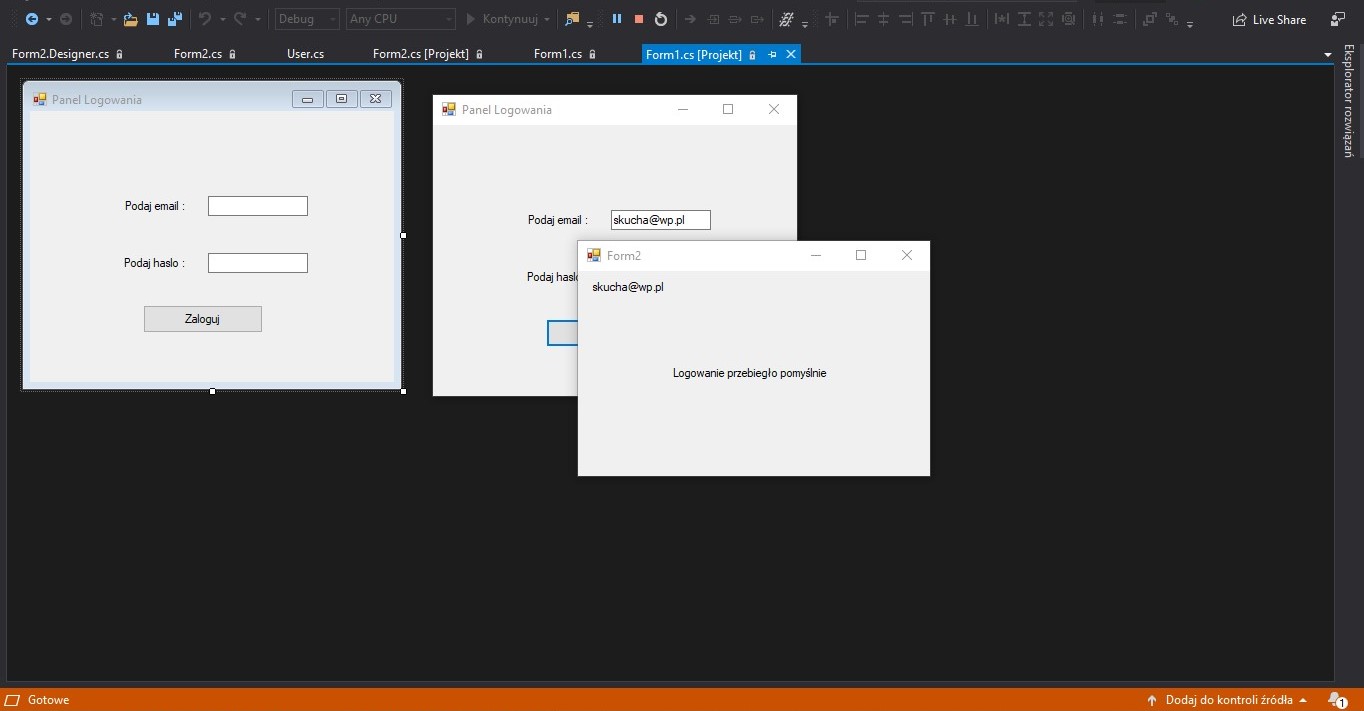 Debug Any CPU Kontynuuj Live Share
Form2.Designer.cs Form2.cs User.cs Form2.cs [Projekt] Form1.cs Form1.cs [Projekt]
Eksplorator rozwiązań
Panel Logowania
Podaj email :
Podaj haslo :
Zaloguj
Panel Logowania
Podaj email : skucha@wp.pl
Podaj
Form2
skucha@wp.pl
Logowanie przebiegło pomyślnie
Gotowe Dodaj do kontroli źródła 1